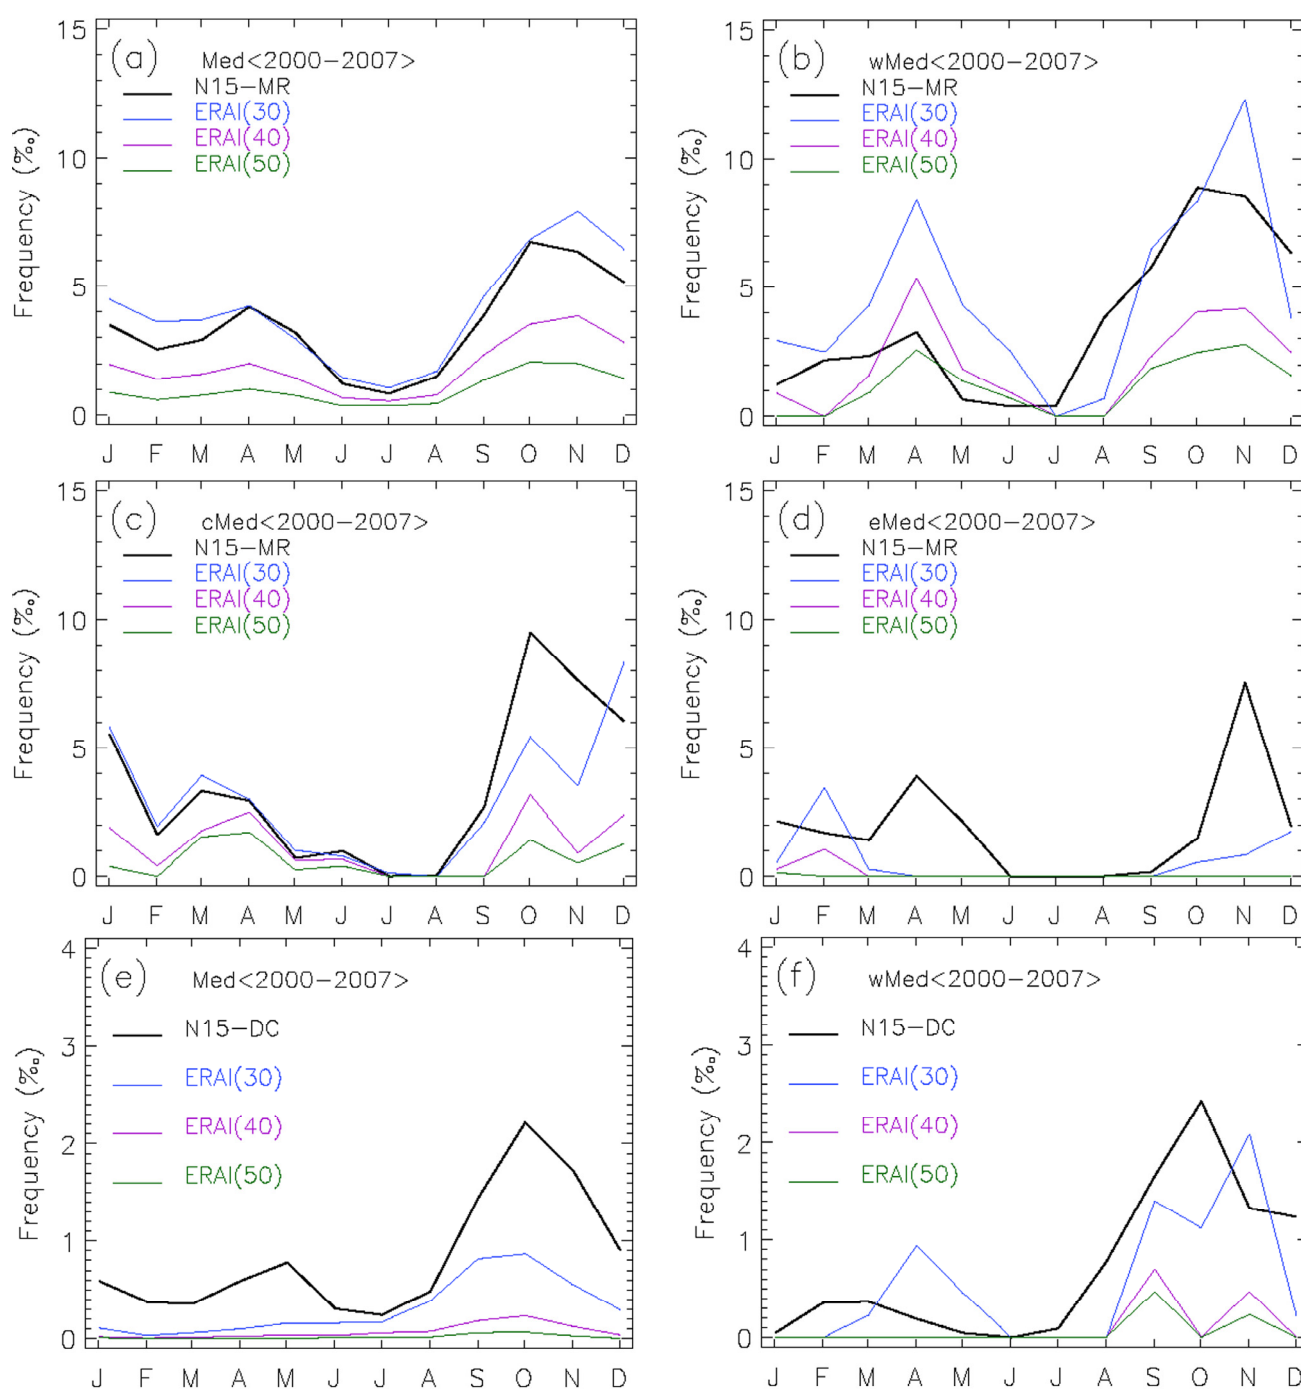 (a) Med<2000-2007>
N15-MR
ERAI(30)
ERAI(40)
ERAI(50)
Frequency (‰)
15
10
5
0
J F M A M J J A S O N D
(b) wMed<2000-2007>
N15-MR
ERAI(30)
ERAI(40)
ERAI(50)
Frequency (‰)
15
10
5
0
J F M A M J J A S O N D
(c) cMed<2000-2007>
N15-MR
ERAI(30)
ERAI(40)
ERAI(50)
Frequency (‰)
15
10
5
0
J F M A M J J A S O N D
(d) eMed<2000-2007>
N15-MR
ERAI(30)
ERAI(40)
ERAI(50)
Frequency (‰)
15
10
5
0
J F M A M J J A S O N D
(e) Med<2000-2007>
N15-DC
ERAI(30)
ERAI(40)
ERAI(50)
Frequency (‰)
4
3
2
1
0
J F M A M J J A S O N D
(f) wMed<2000-2007>
N15-DC
ERAI(30)
ERAI(40)
ERAI(50)
Frequency (‰)
4
3
2
1
0
J F M A M J J A S O N D